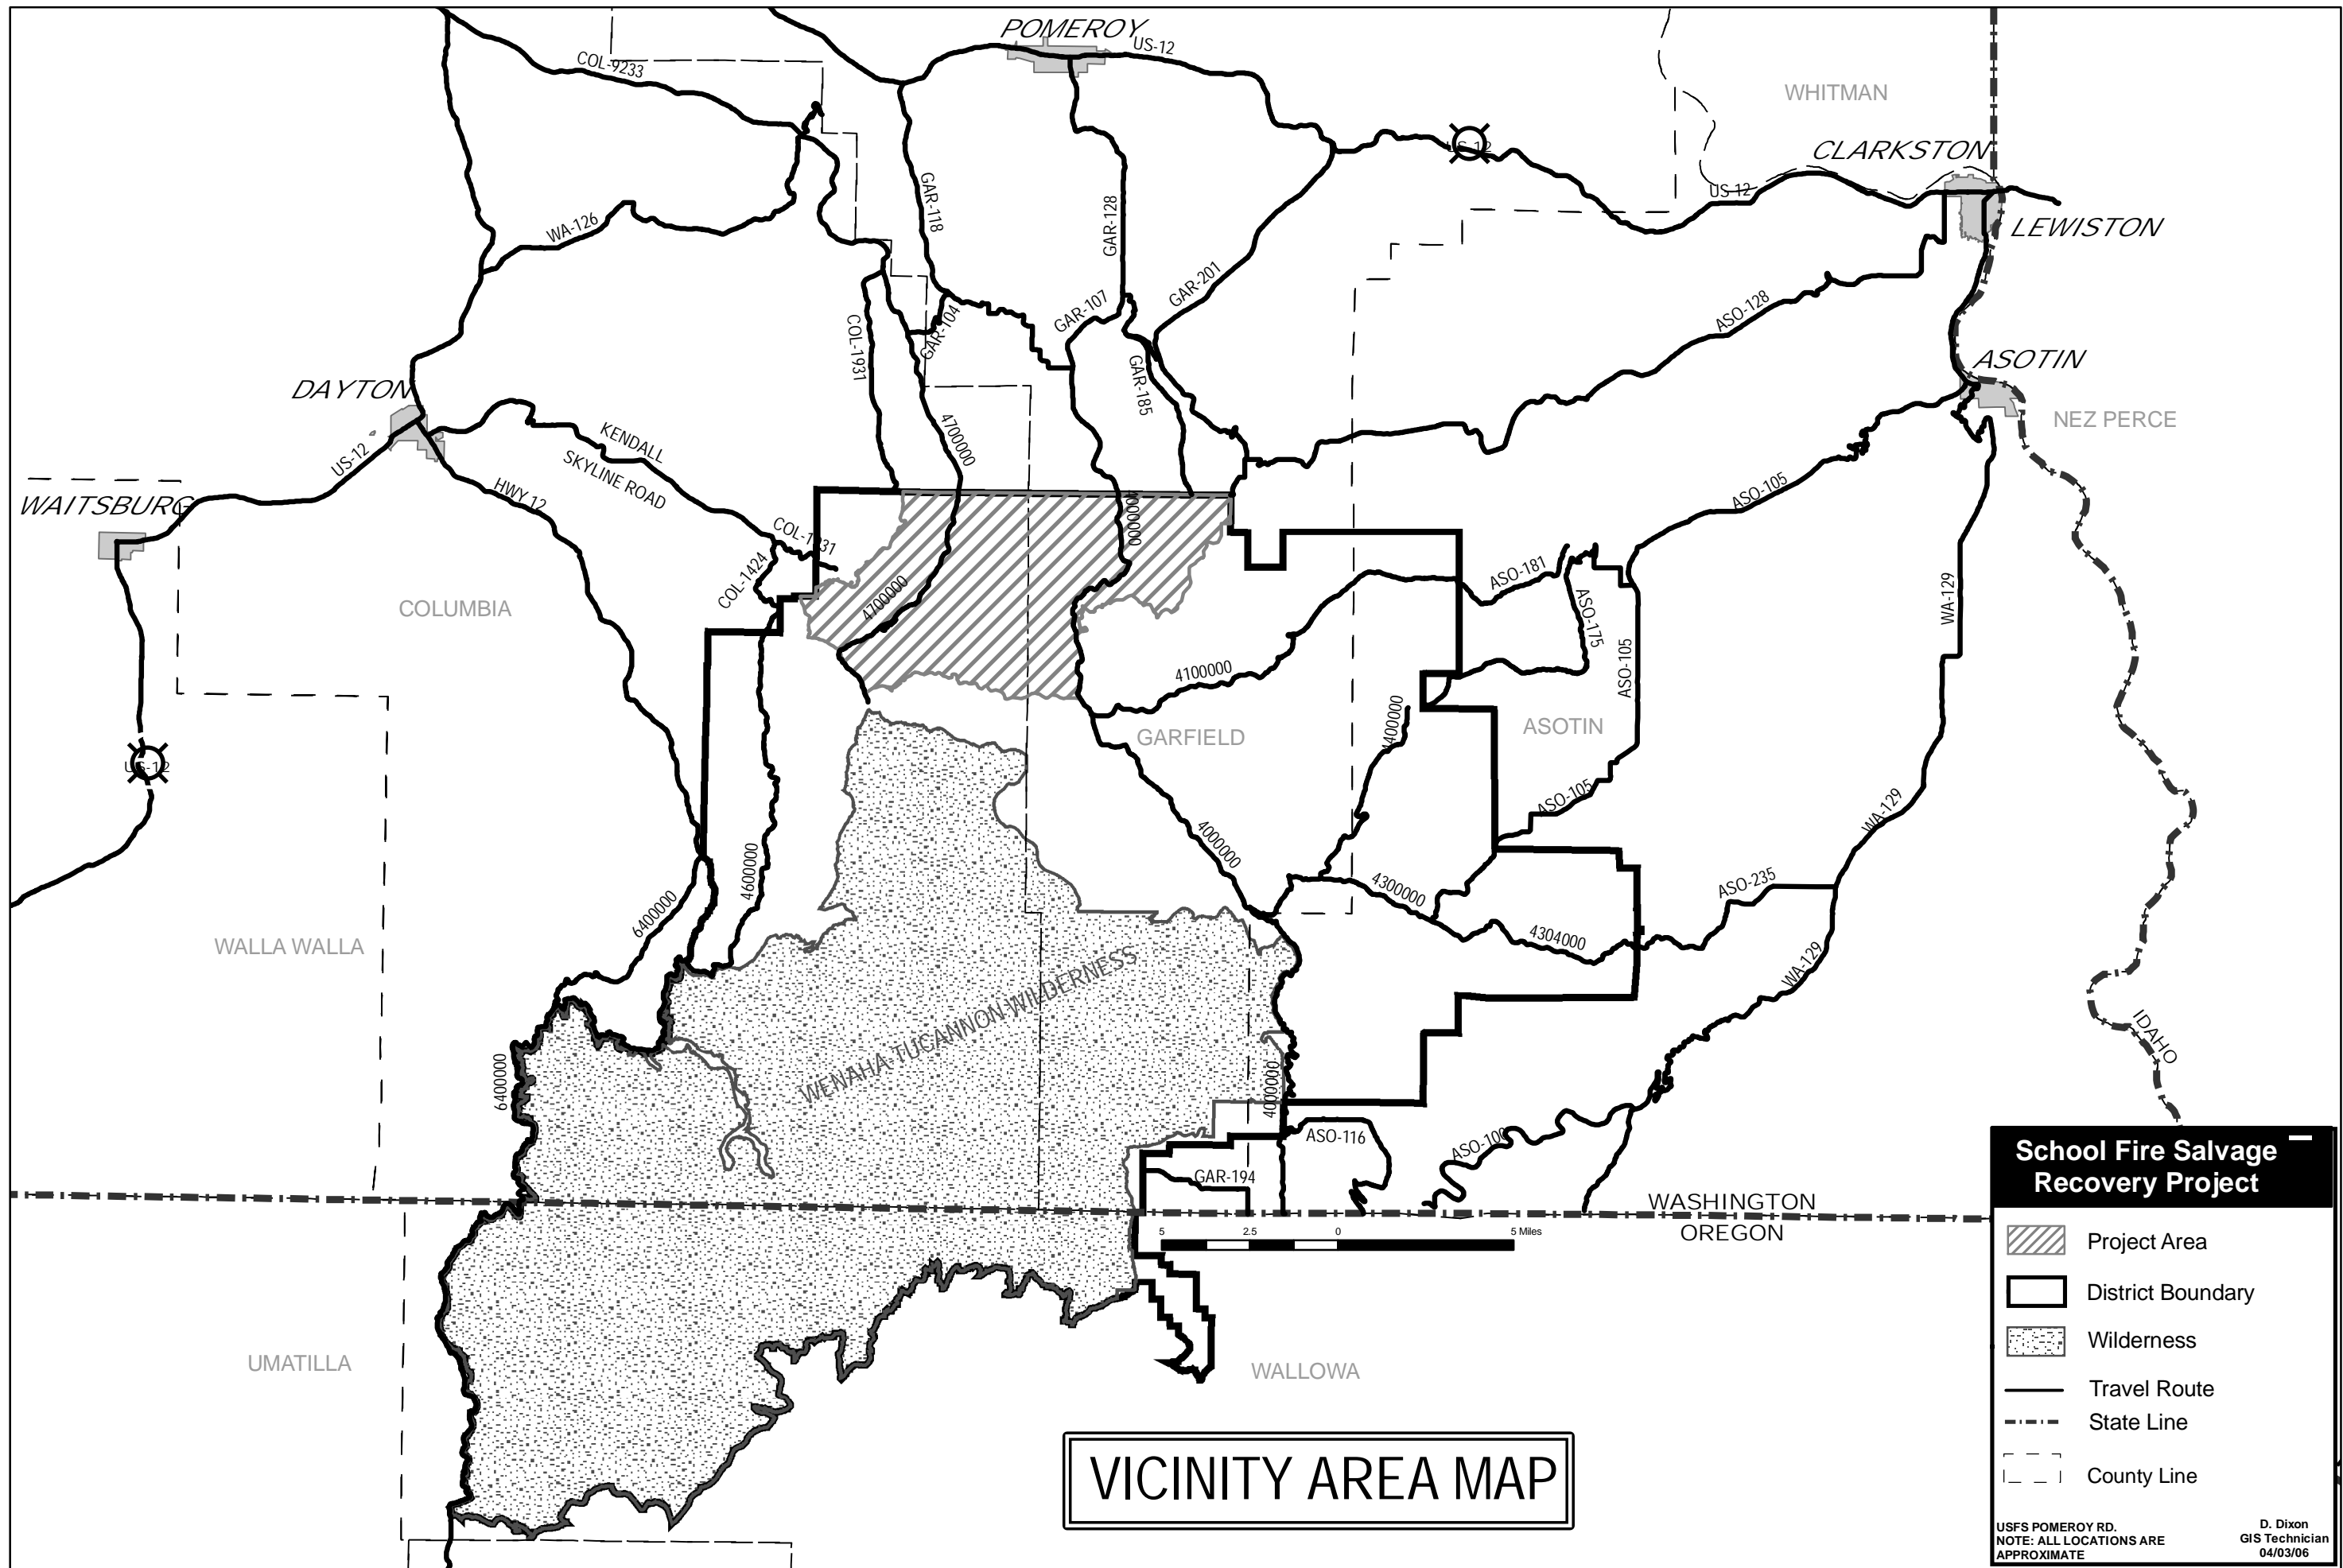 POMEROY
US-12
COL-9233
WHITMAN
CLARKSTON
US-12
US-12
LEWISTON
GAR-118
GAR-128
WA-126
GAR-201
GAR-107
GAR-104
COL-1931
GAR-185
ASO-128
ASOTIN
NEZ PERCE
DAYTON
KENDALL
SKYLINE ROAD
US-12
HWY 12
WAITSBURG
4700000
4000000
ASO-105
COL-1424
4700000
COLUMBIA
ASO-181
ASO-175
ASO-105
WA-129
4100000
4400000
GARFIELD
ASOTIN
US-12
ASO-105
WA-129
4000000
4600000
4300000
ASO-235
6400000
4304000
WALLA WALLA
WA-129
WENAHA-TUCANNON WILDERNESS
IDAHO
6400000
4000000
ASO-116
GAR-194
WASHINGTON
OREGON
5 2.5 0 5 Miles
UMATILLA
WALLOWA
VICINITY AREA MAP
School Fire Salvage
Recovery Project
Project Area
District Boundary
Wilderness
Travel Route
State Line
County Line
USFS POMEROY RD.
NOTE: ALL LOCATIONS ARE
APPROXIMATE
D. Dixon
GIS Technician
04/03/06